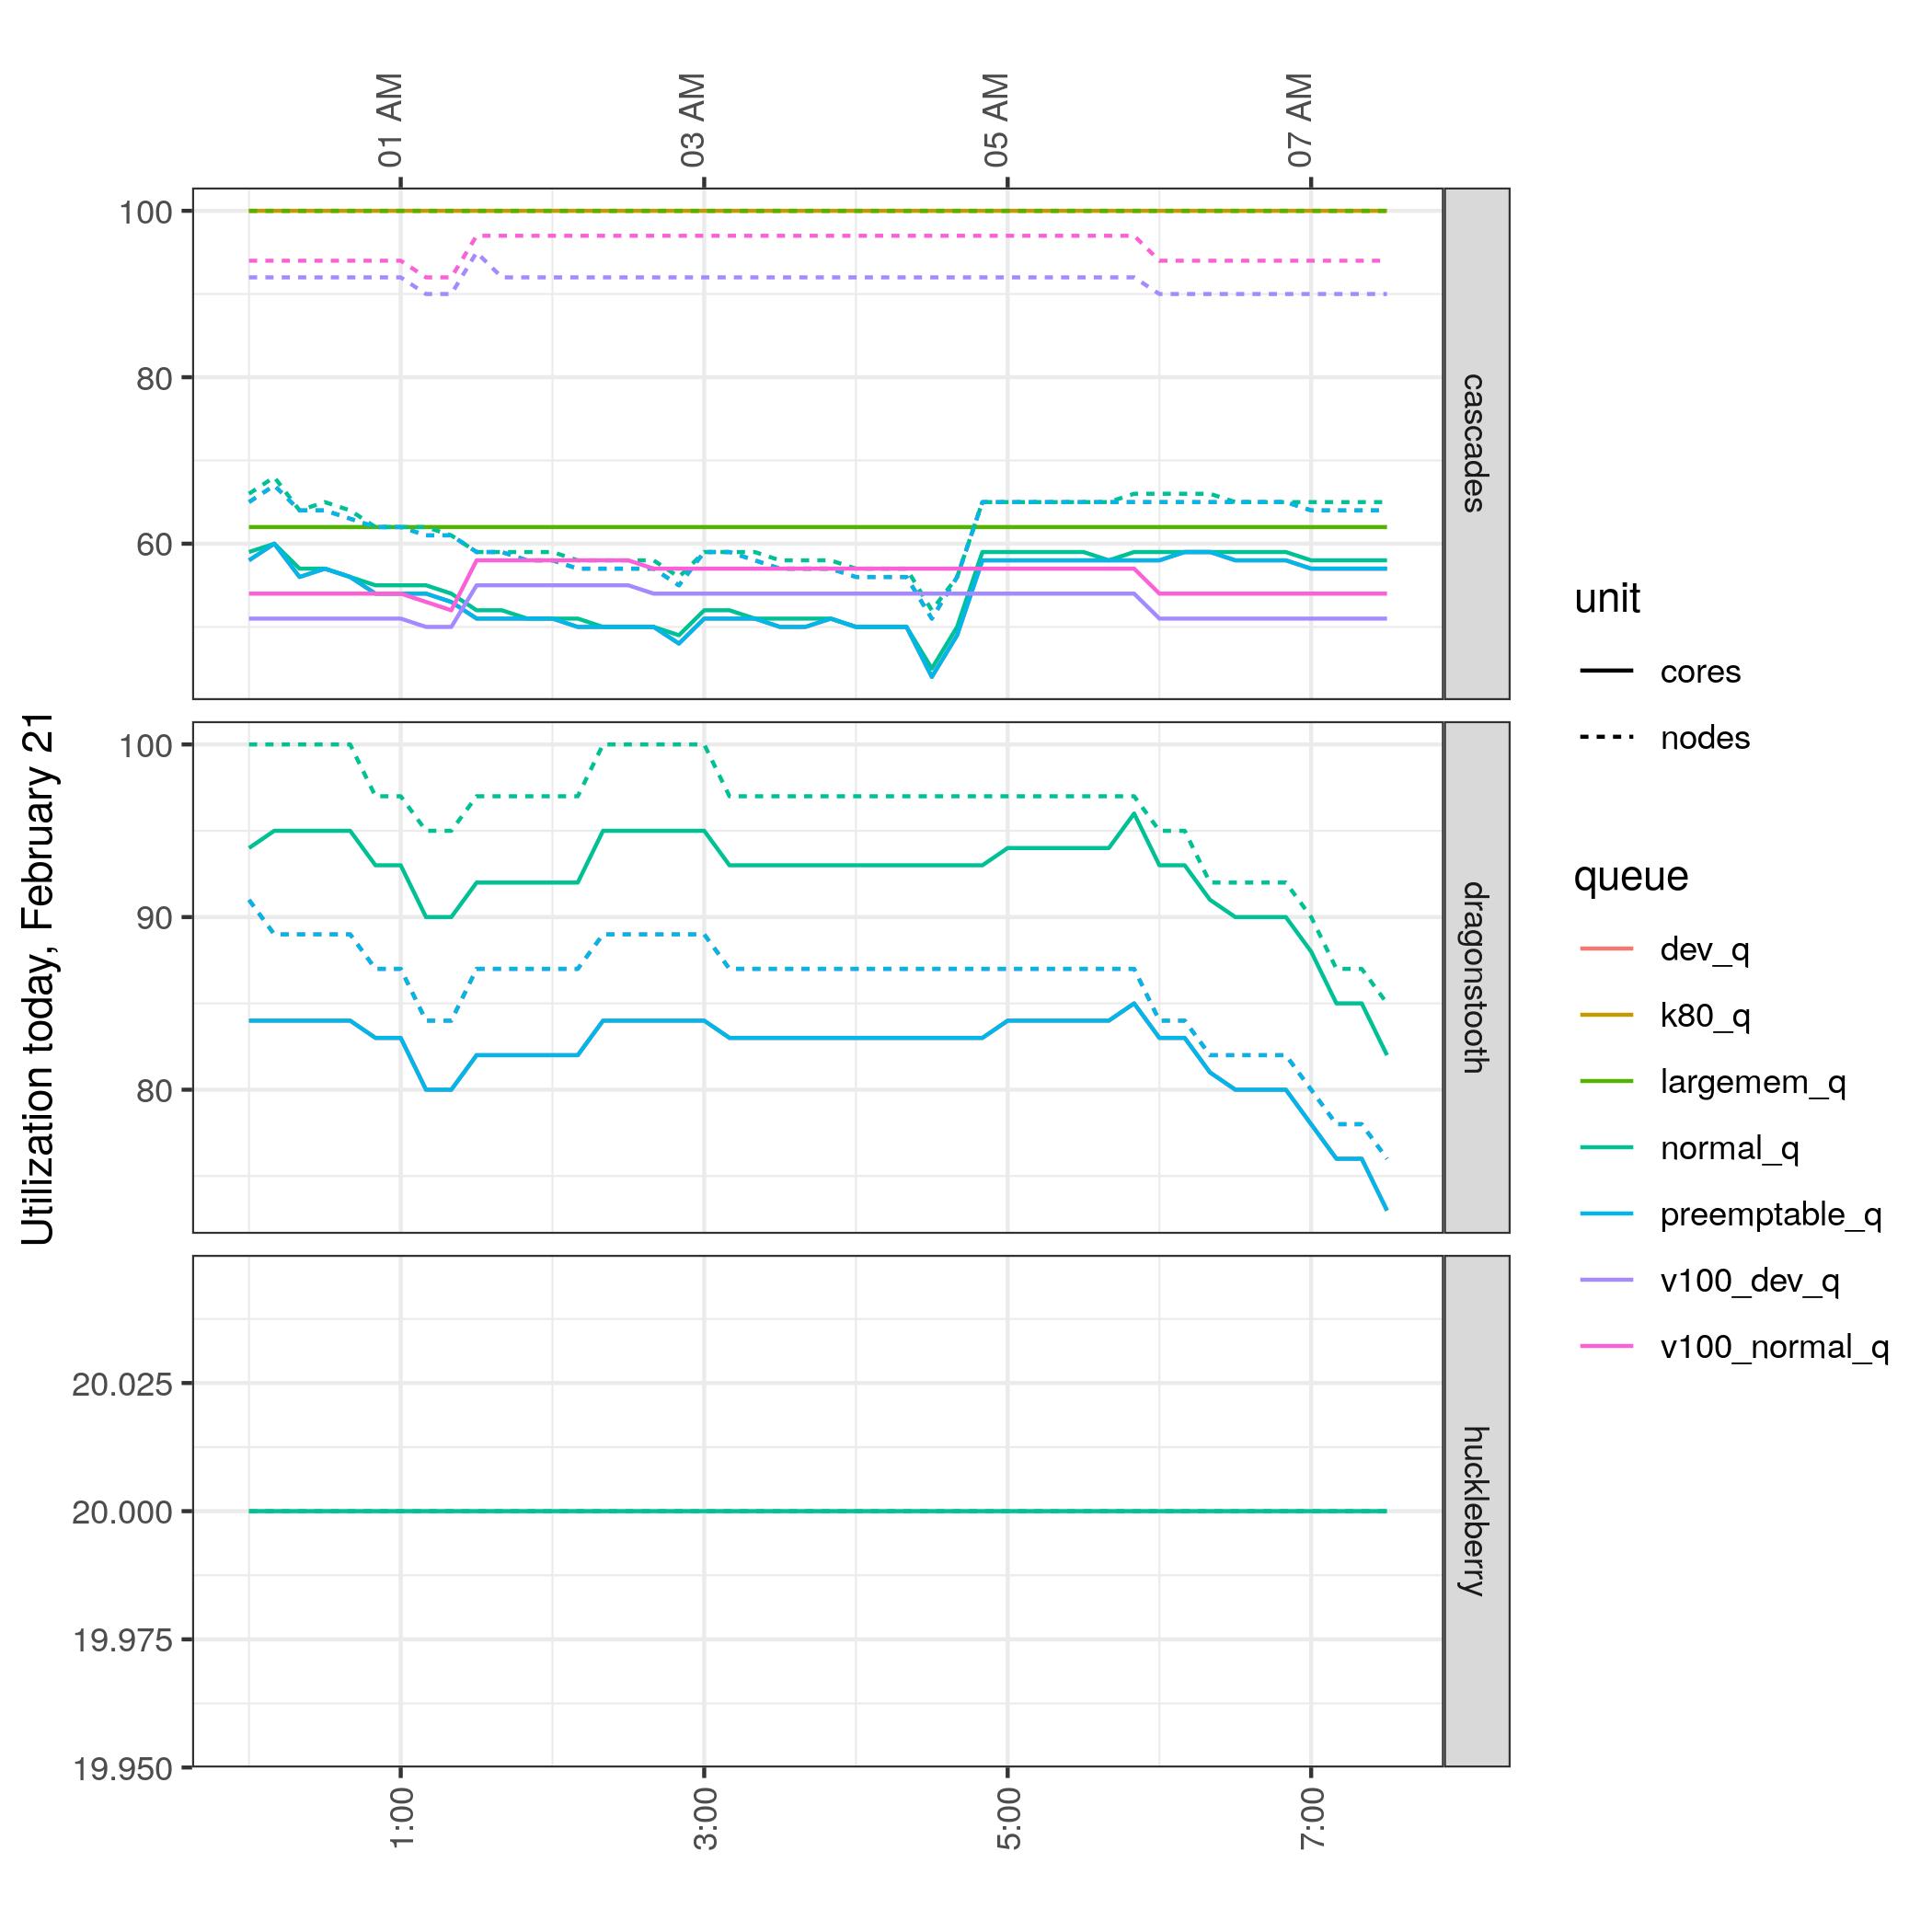 01 AM
03 AM
05 AM
07 AM
100
80
60
cascades
Utilization today, February 21
100
90
80
dragonstooth
20.025
20.000
19.975
19.950
huckleberry
1:00
3:00
5:00
7:00
unit
cores
nodes
queue
dev_q
k80_q
largemem_q
normal_q
preemptable_q
v100_dev_q
v100_normal_q